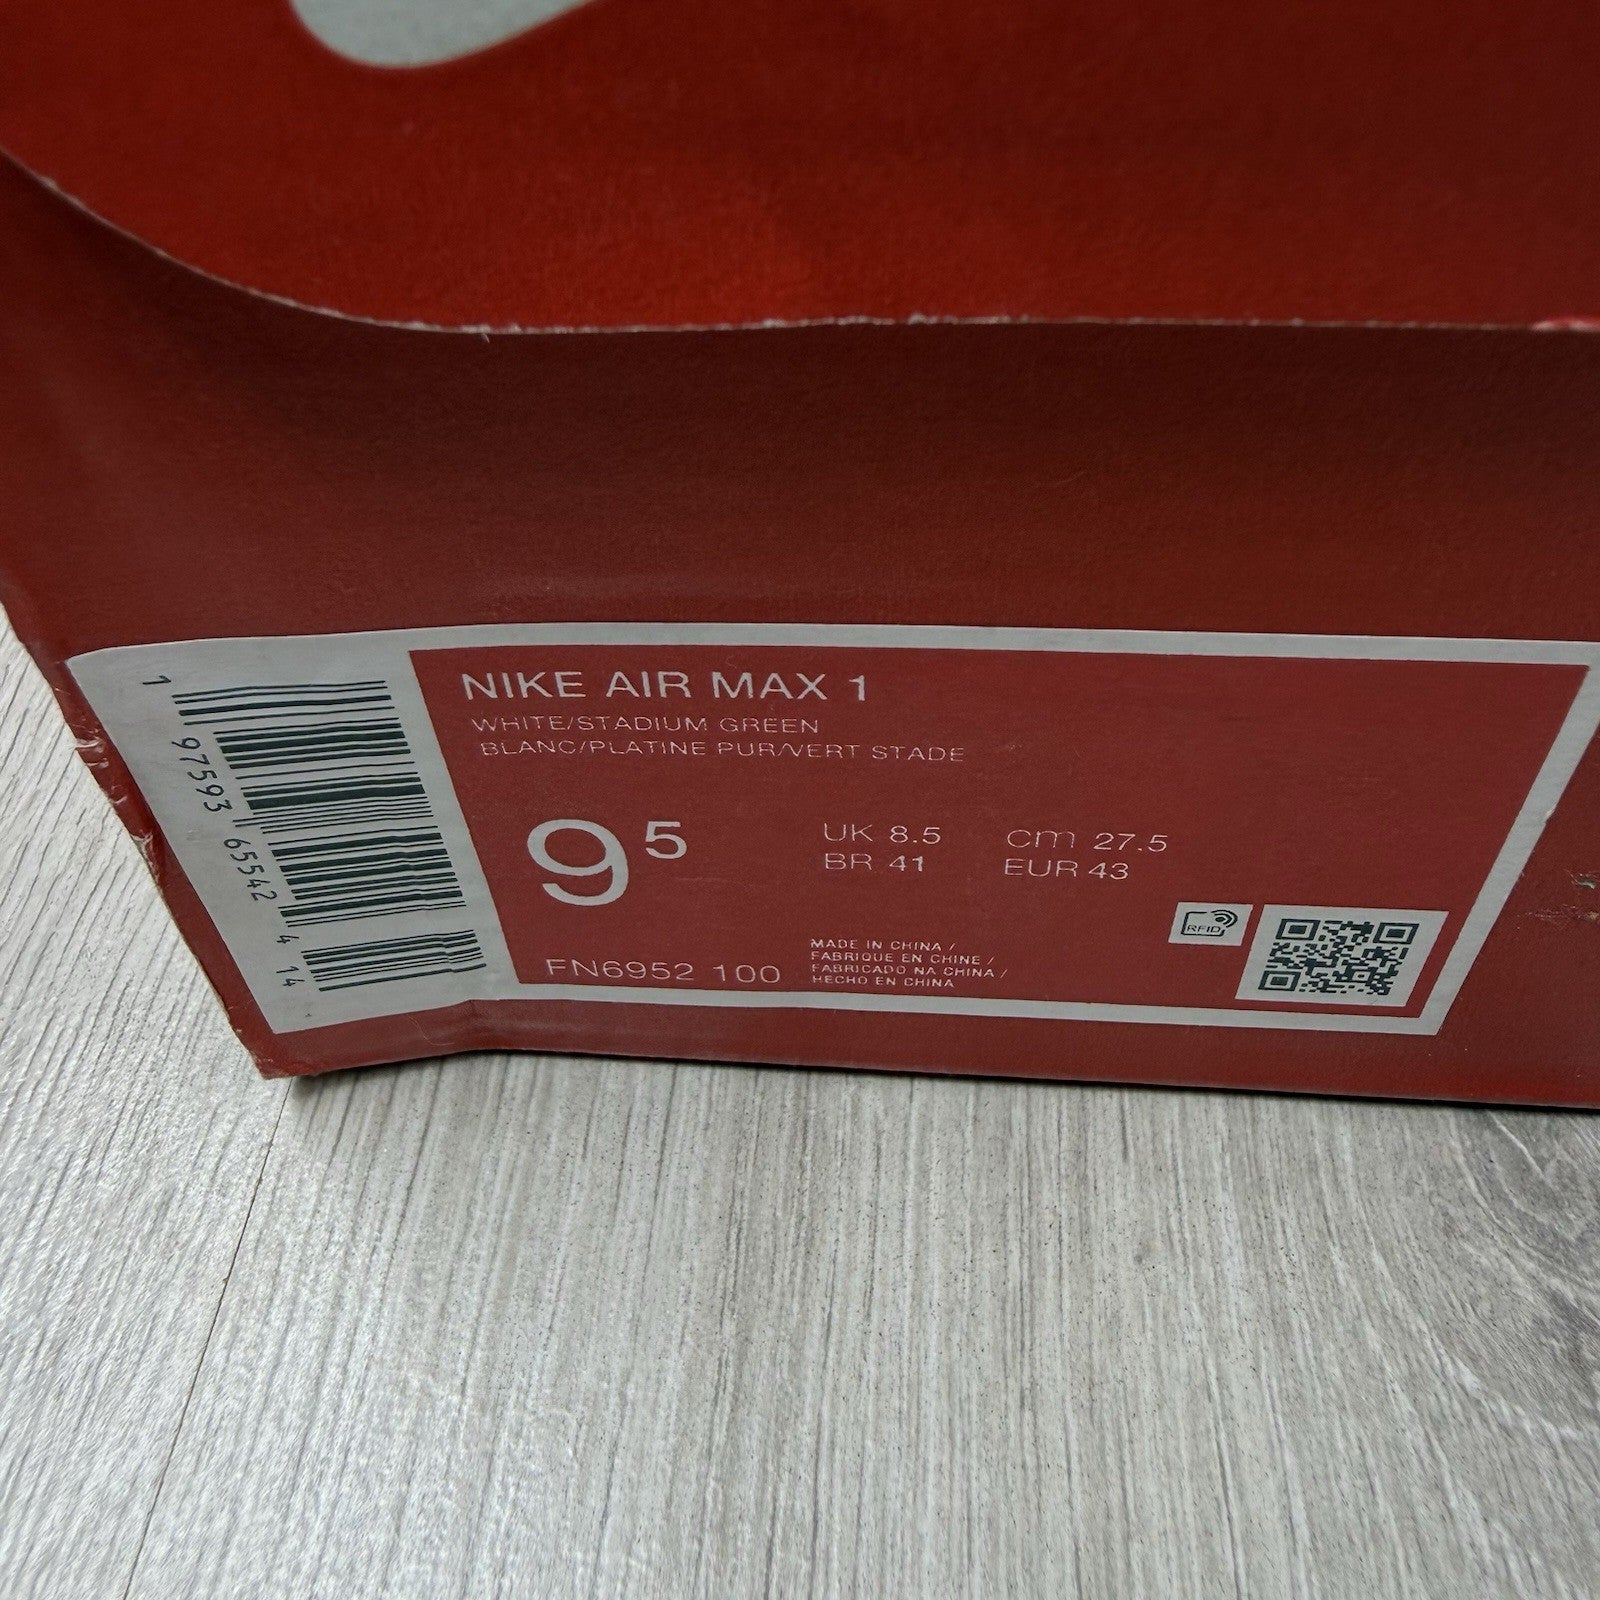 NIKE AIR MAX 1
WHITE/STADIUM GREEN
BLANC/PLATINE PUR/VERT STADE
9 5
UK 8.5 cm 27.5
BR 41 EUR 43
FN6952 100
MADE IN CHINA /
FABRIQUE EN CHINE /
FABRICADO NA CHINA /
HECHO EN CHINA
RFID
1 97593 65542 4 14